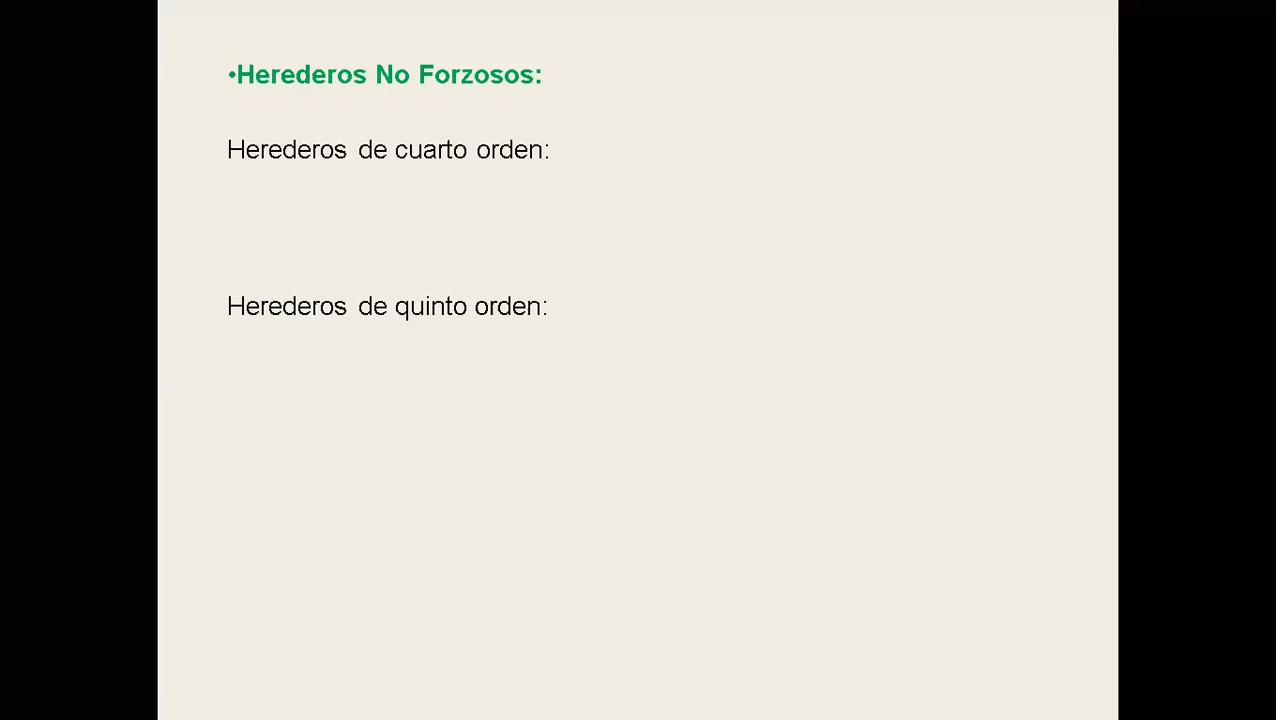 •Herederos No Forzosos:
Herederos de cuarto orden:
Herederos de quinto orden: